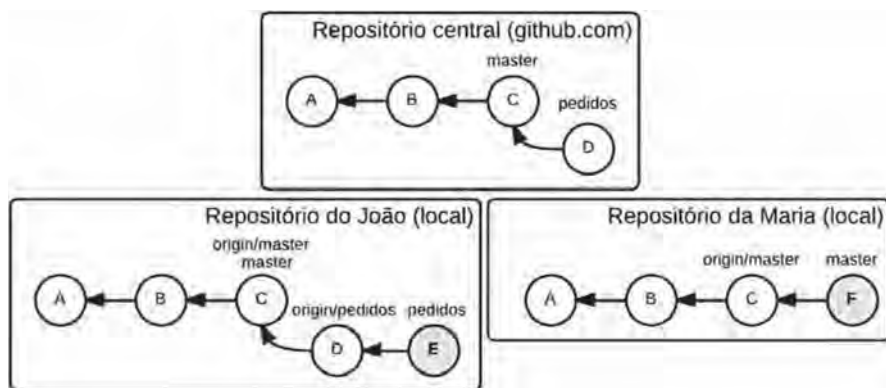 Repositório central (github.com)
master
A
B
C
pedidos
D
Repositório do João (local)
origin/master
master
A
B
C
origin/pedidos
pedidos
D
E
Repositório da Maria (local)
origin/master
master
A
B
C
F